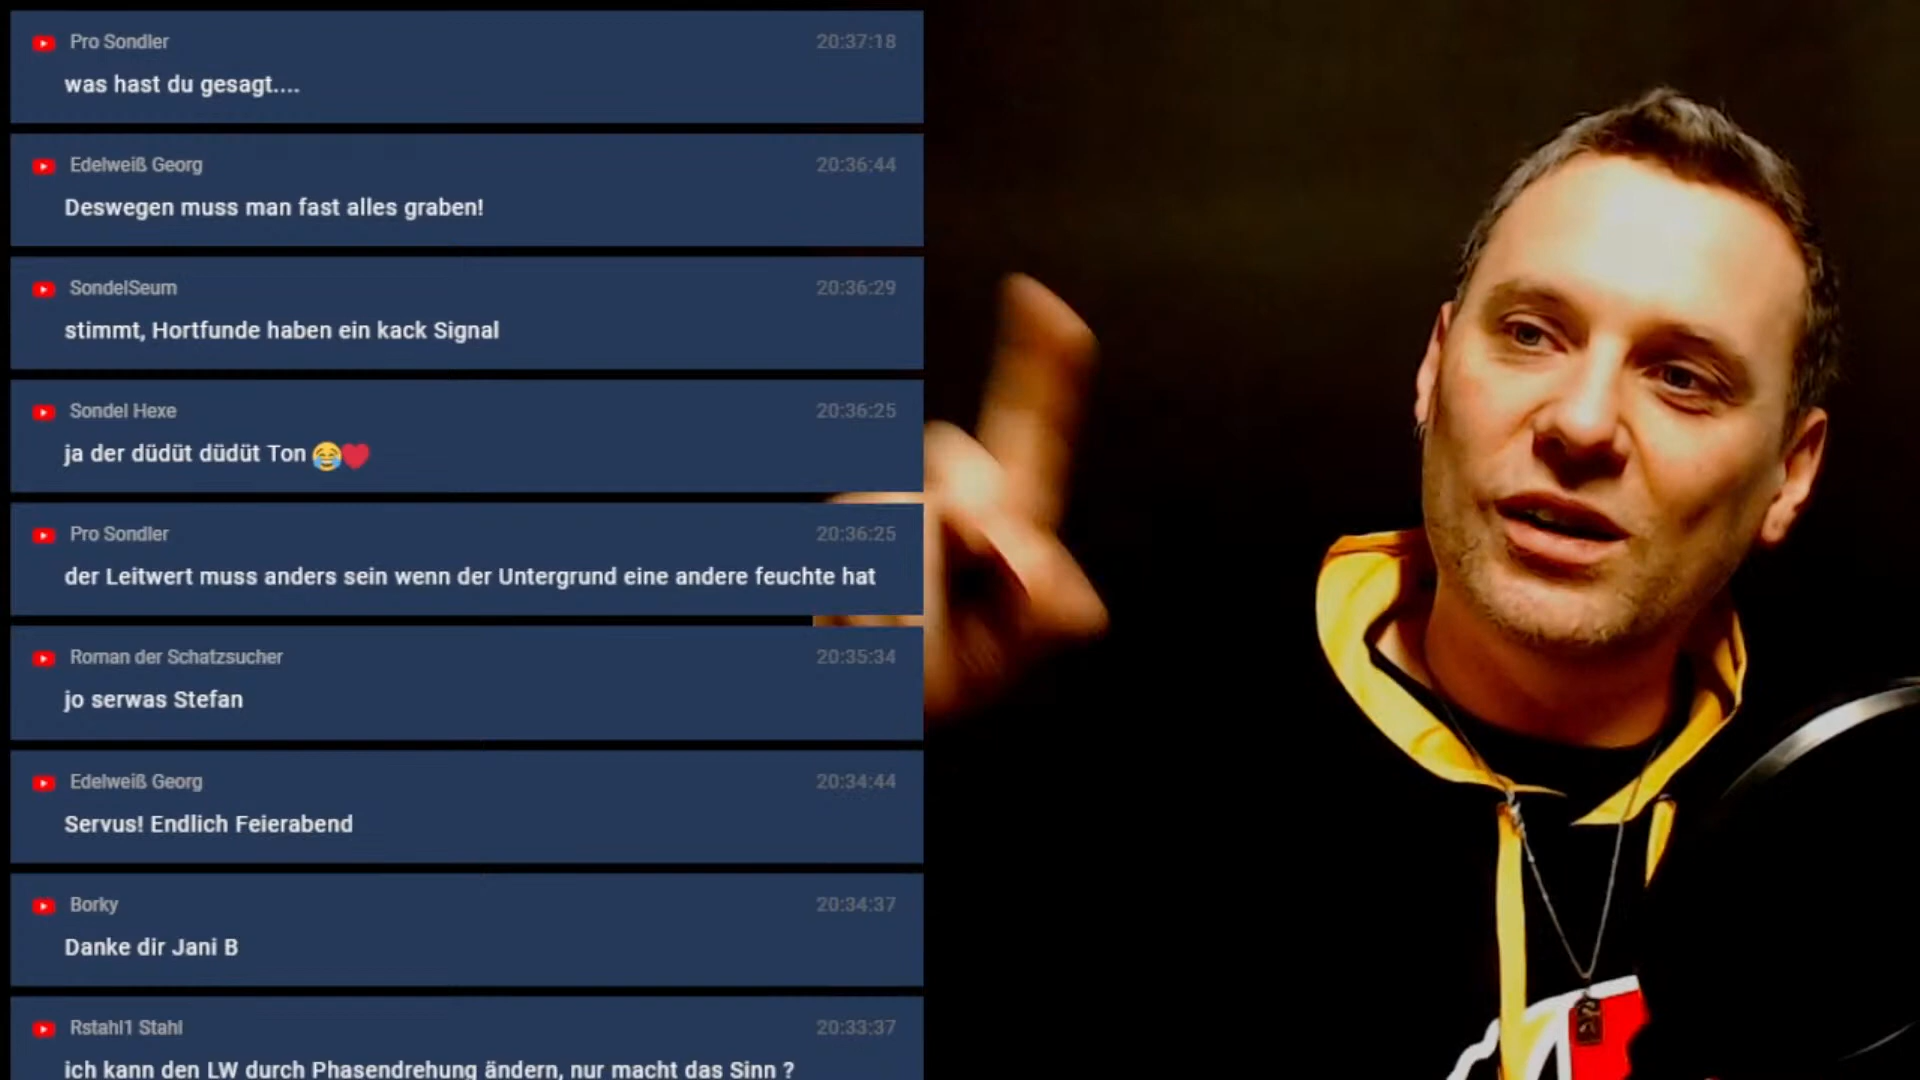 Pro Sondler 20:37:18
was hast du gesagt....
Edelweiß Georg 20:36:44
Deswegen muss man fast alles graben!
SondelSeum 20:36:29
stimmt, Hortfunde haben ein kack Signal
Sondel Hexe 20:36:25
ja der düdüt düdüt Ton 😂❤️
Pro Sondler 20:36:25
der Leitwert muss anders sein wenn der Untergrund eine andere feuchte hat
Roman der Schatzsucher 20:35:34
jo serwas Stefan
Edelweiß Georg 20:34:44
Servus! Endlich Feierabend
Borky 20:34:37
Danke dir Jani B
Rstahl1 Stahl 20:33:37
ich kann den LW durch Phasendrehung ändern, nur macht das Sinn ?